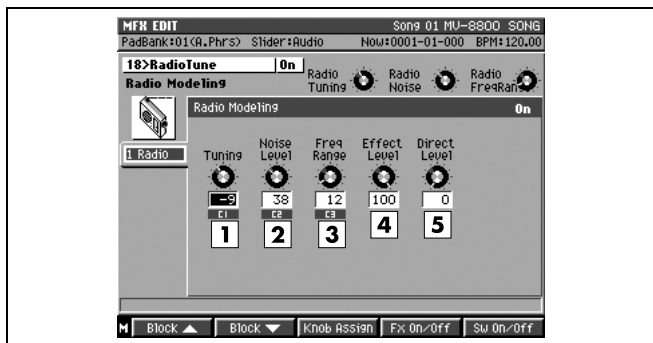 MFX EDIT Song 01 MV-8800 SONG
PadBank:01(A.Phrs) Slider:Audio Now:0001-01-000 BPM:120.00
18>RadioTune On
Radio Modeling
Radio Tuning
Radio Noise
Radio FreqRan
Radio Modeling On
1 Radio
Tuning
Noise Level
Freq Range
Effect Level
Direct Level
-9 38 12 100 0
C1 C2 C3
1 2 3 4 5
M Block ▲ Block ▼ Knob Assign Fx On/Off Sw On/Off